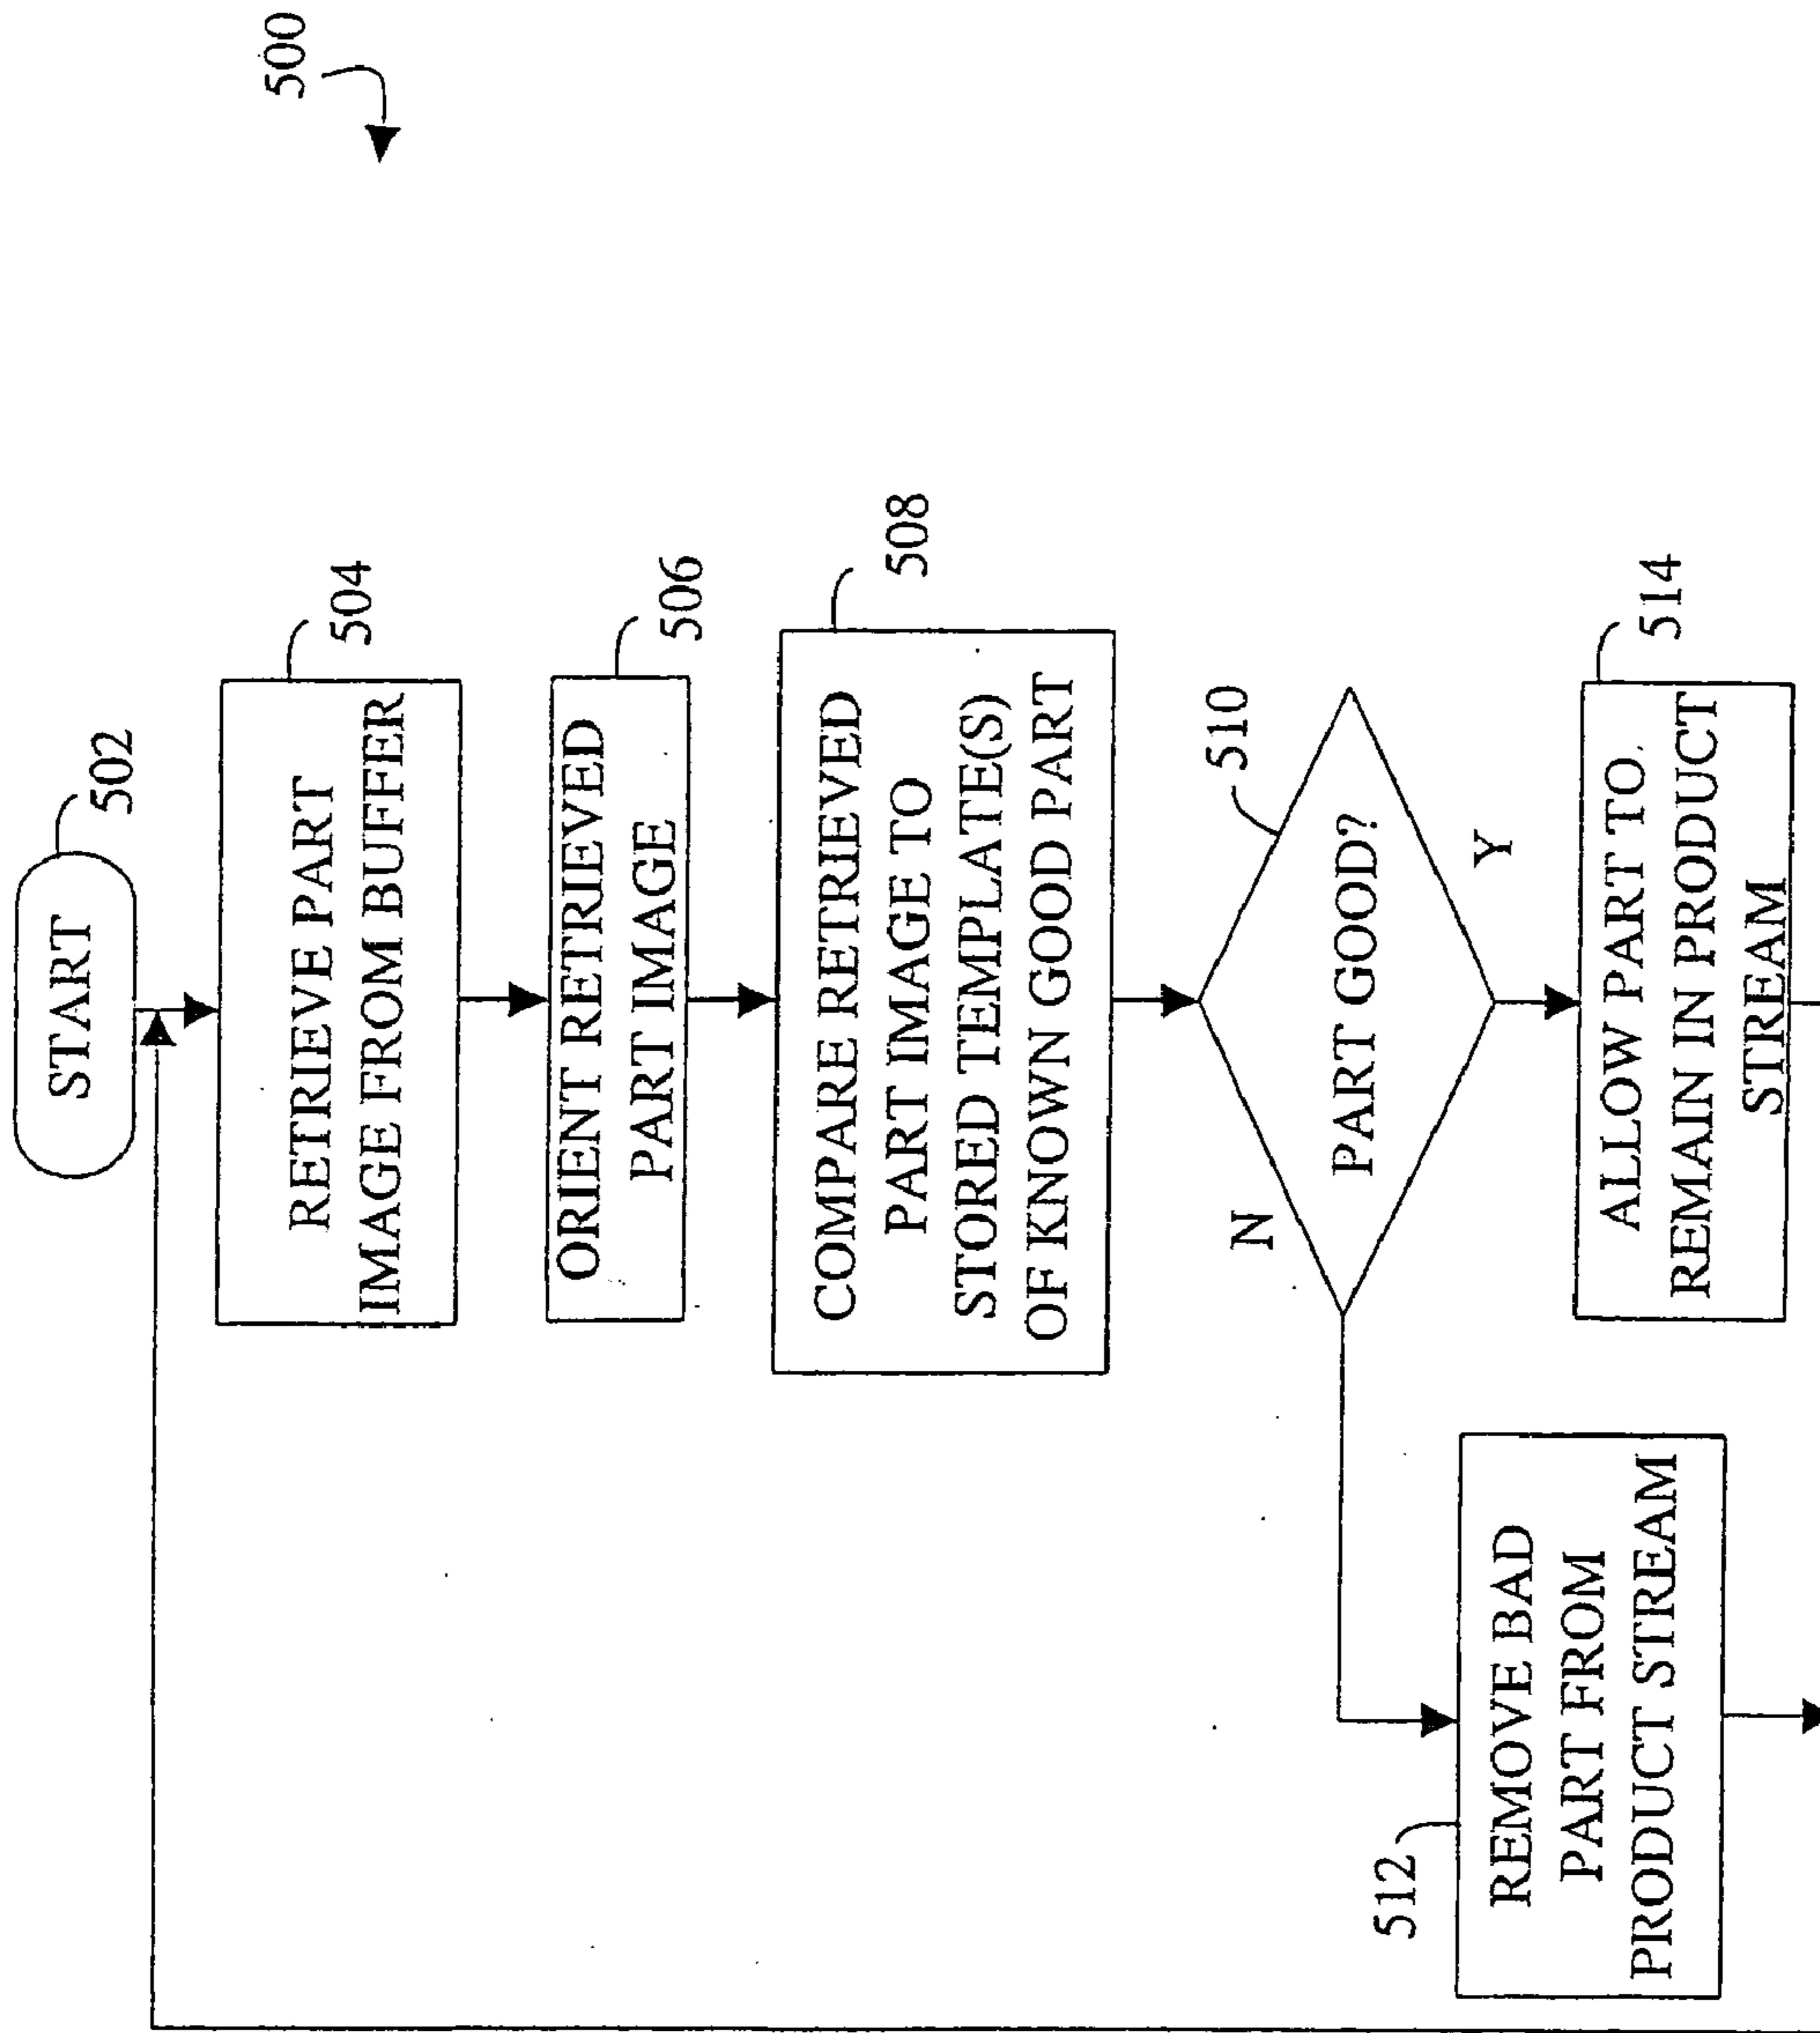 500
START
502
RETRIEVE PART
IMAGE FROM BUFFER
504
ORIENT RETRIEVED
PART IMAGE
506
COMPARE RETRIEVED
PART IMAGE TO
STORED TEMPLATE(S)
OF KNOWN GOOD PART
508
PART GOOD?
510
N
Y
REMOVE BAD
PART FROM
PRODUCT STREAM
512
ALLOW PART TO
REMAIN IN PRODUCT
STREAM
514